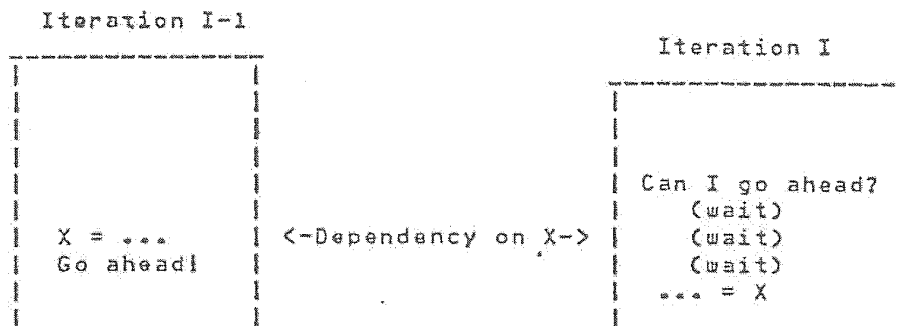 Iteration I-1
Iteration I
Can I go ahead?
(wait)
X = ... <-Dependency on X-> (wait)
Go ahead! (wait)
... = X